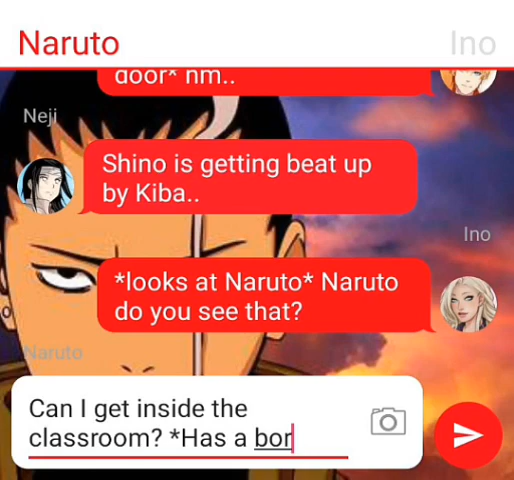 Naruto
Ino
door* hm..
Neji
Shino is getting beat up
by Kiba..
Ino
*looks at Naruto* Naruto
do you see that?
Naruto
Can I get inside the
classroom? *Has a bor